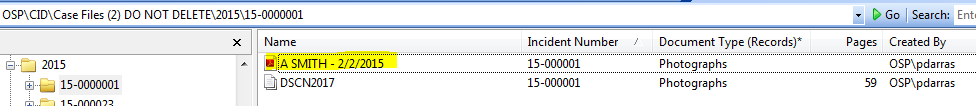 OSP\CID\Case Files (2) DO NOT DELETE\2015\15-0000001 Go Search: Ente
Name Incident Number Document Type (Records)* Pages Created By
2015
15-0000001
15-000023
A SMITH - 2/2/2015 15-000001 Photographs OSP\pdarras
DSCN2017 15-000001 Photographs 59 OSP\pdarras